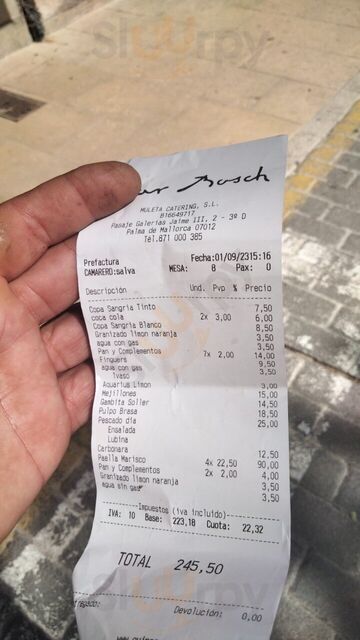 Sluurpy
Bosch
MULETA CATERING, S.L.
B16649717
Pasaje Galerias Jaime III, 2 - 3º D
Palma de Mallorca 07012
Tel.871 000 385
Prefactura Fecha:01/09/2315:16
CAMARERO:salva MESA: 8 Pax: 0
Descripción Und. Pvp % Precio
Copa Sangria Tinto 7,50
coca cola 2x 3,00 6,00
Copa Sangria Blanco 8,50
Granizado limon naranja 3,50
agua con gas 3,50
Pan y Complementos 7x 2,00 14,00
Finguers 9,50
agua con gas 3,50
1vaso
Aquarius Limon 3,00
Mejillones 15,00
Gambita Soller 14,50
Pulpo Brasa 18,50
Pescado dia 25,00
Ensalada
Lubina
Carbonara 12,50
Paella Marisco 4x 22,50 90,00
Pan y Complementos 2x 2,00 4,00
Granizado limon naranja 3,50
agua sin gas 3,50
Impuestos (iva incluido)
IVA: 10 Base: 223,18 Cuota: 22,32
TOTAL 245,50
Devolución: 0,00